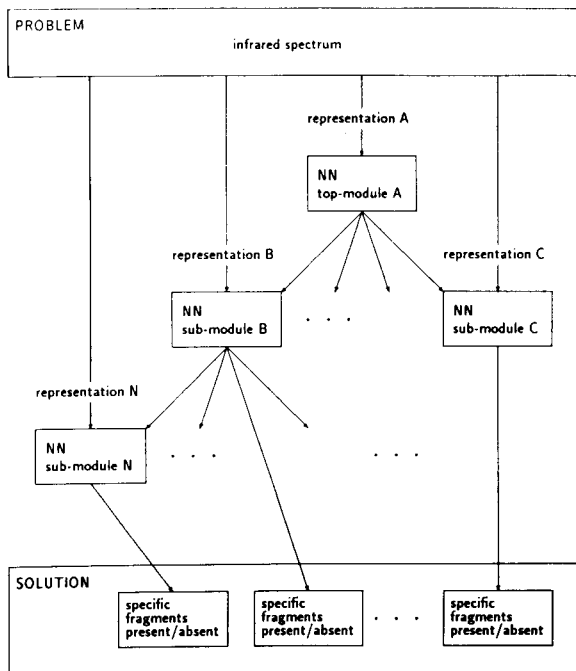 PROBLEM
infrared spectrum
representation A
NN
top-module A
representation B
representation C
NN
sub-module B
. . .
NN
sub-module C
representation N
NN
sub-module N
. . .
. . .
SOLUTION
specific
fragments
present/absent
specific
fragments
present/absent
. . .
specific
fragments
present/absent